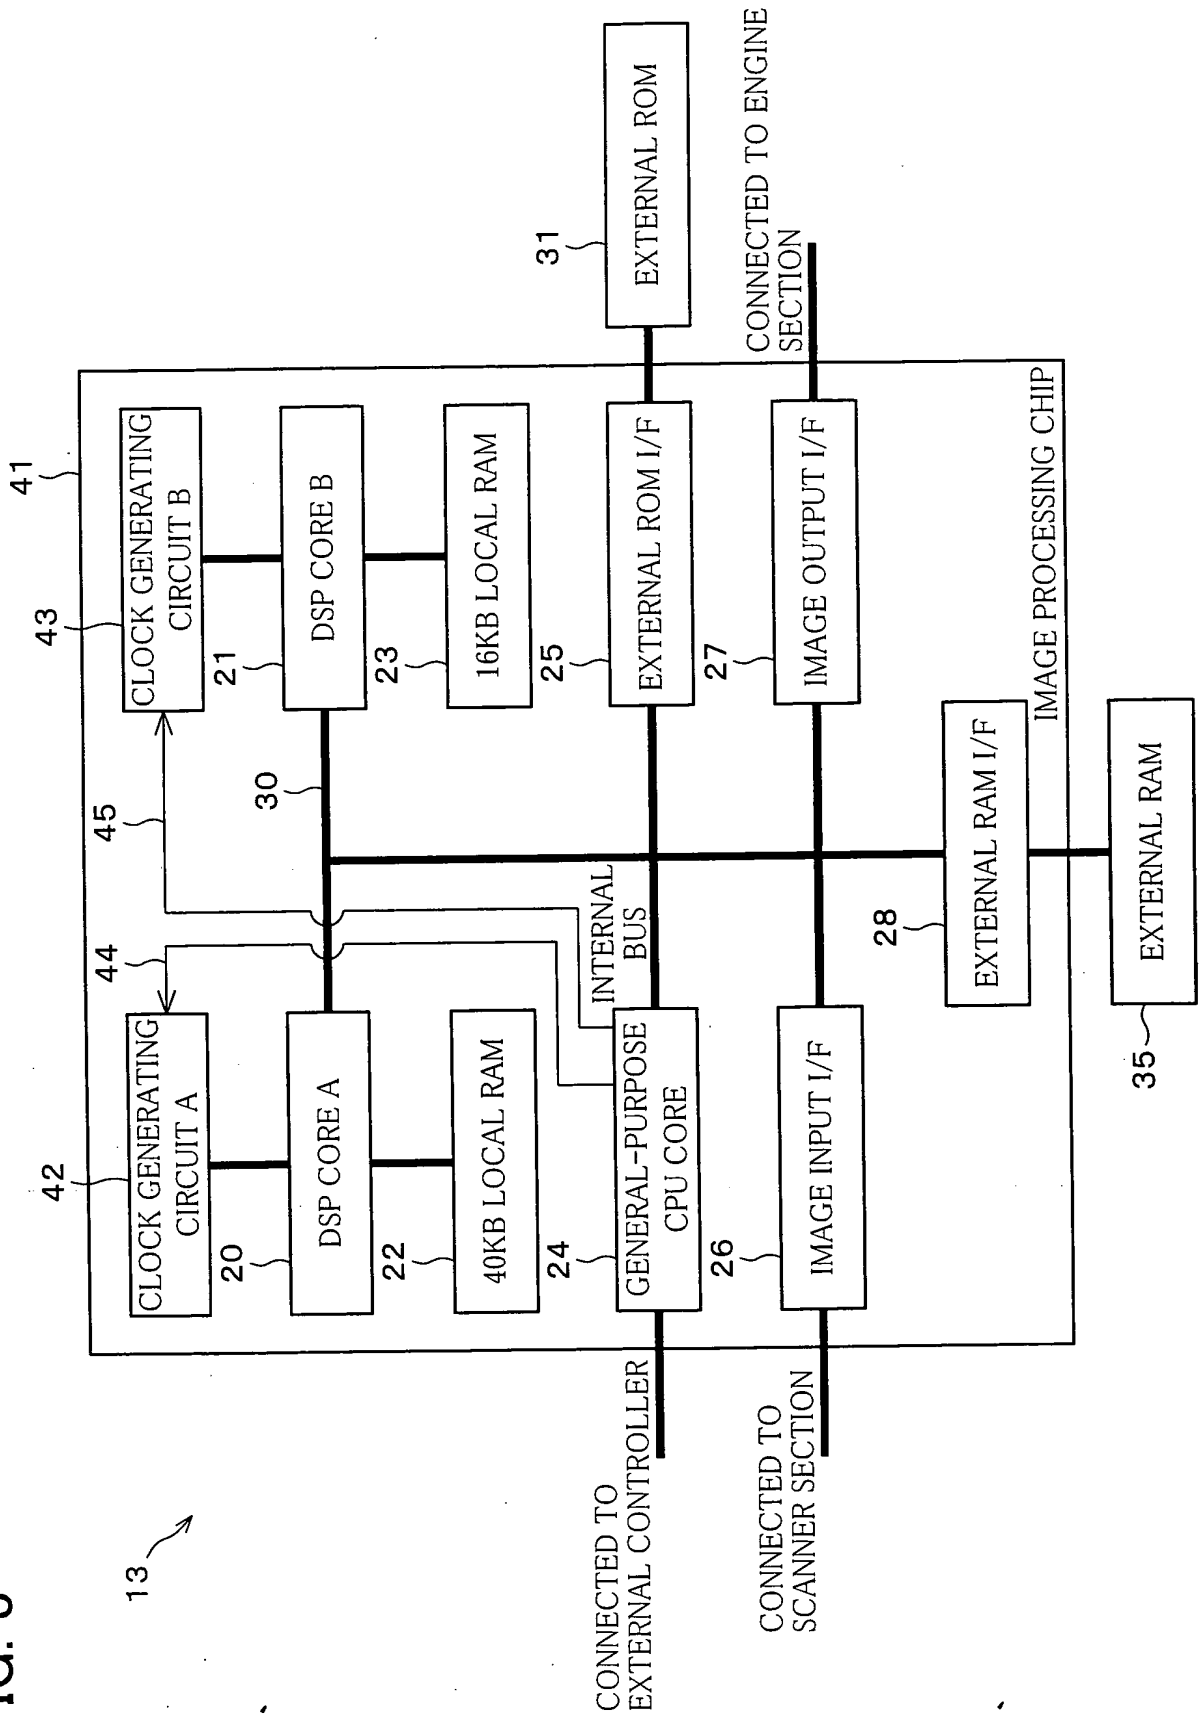 13
41
42
CLOCK GENERATING
CIRCUIT A
44
45
43
CLOCK GENERATING
CIRCUIT B
20
DSP CORE A
30
21
DSP CORE B
22
40KB LOCAL RAM
23
16KB LOCAL RAM
CONNECTED TO
EXTERNAL CONTROLLER
24
GENERAL-PURPOSE
CPU CORE
INTERNAL
BUS
25
EXTERNAL ROM I/F
31
EXTERNAL ROM
CONNECTED TO
SCANNER SECTION
26
IMAGE INPUT I/F
27
IMAGE OUTPUT I/F
CONNECTED TO ENGINE
SECTION
28
EXTERNAL RAM I/F
IMAGE PROCESSING CHIP
35
EXTERNAL RAM